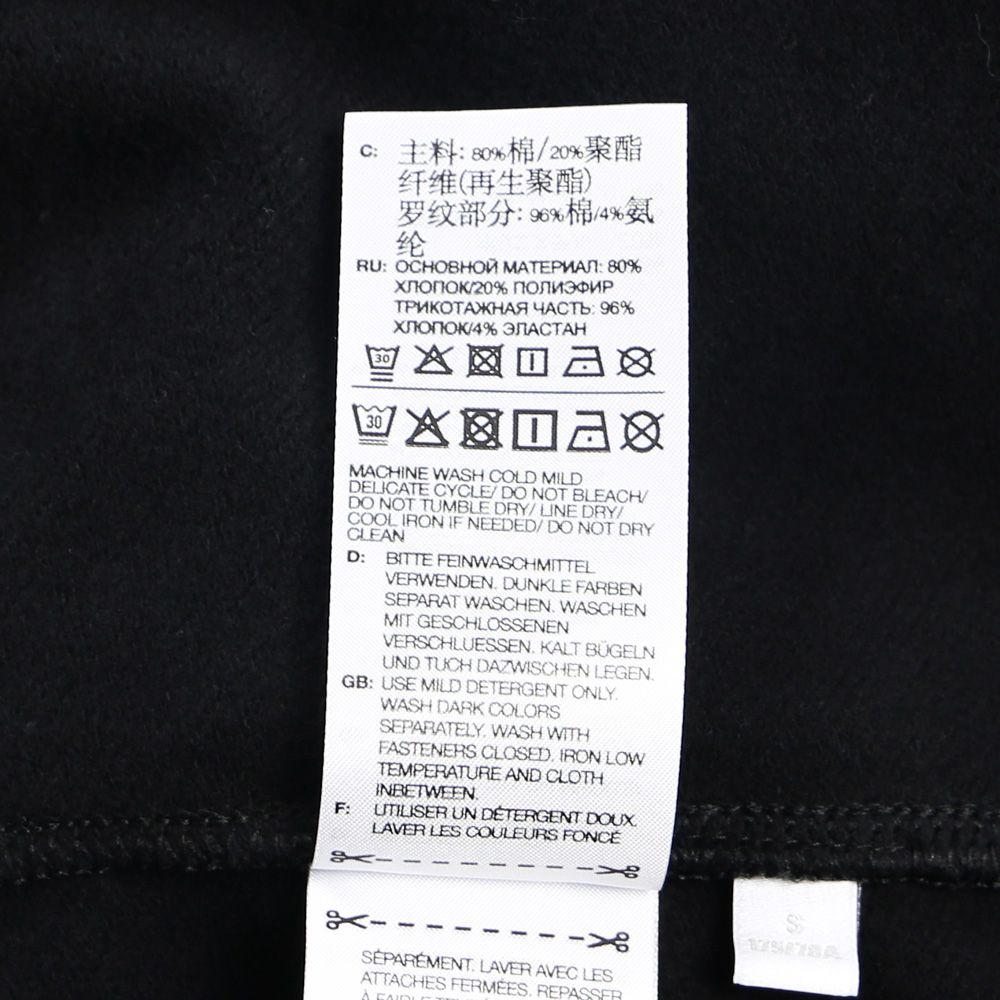 C: 主料: 80%棉/20%聚酯
纤维(再生聚酯)
罗纹部分: 96%棉/4%氨
纶
RU: ОСНОВНОЙ МАТЕРИАЛ: 80%
ХЛОПОК/20% ПОЛИЭФИР
ТРИКОТАЖНАЯ ЧАСТЬ: 96%
ХЛОПОК/4% ЭЛАСТАН
30
30
MACHINE WASH COLD MILD
DELICATE CYCLE/ DO NOT BLEACH/
DO NOT TUMBLE DRY/ LINE DRY/
COOL IRON IF NEEDED/ DO NOT DRY
CLEAN
D: BITTE FEINWASCHMITTEL
VERWENDEN. DUNKLE FARBEN
SEPARAT WASCHEN. WASCHEN
MIT GESCHLOSSENEN
VERSCHLUESSEN. KALT BÜGELN
UND TUCH DAZWISCHEN LEGEN.
GB: USE MILD DETERGENT ONLY.
WASH DARK COLORS
SEPARATELY. WASH WITH
FASTENERS CLOSED. IRON LOW
TEMPERATURE AND CLOTH
INBETWEEN.
F: UTILISER UN DÉTERGENT DOUX.
LAVER LES COULEURS FONCÉ
SÉPARÉMENT. LAVER AVEC LES
ATTACHES FERMÉES. REPASSER
S
175/78A